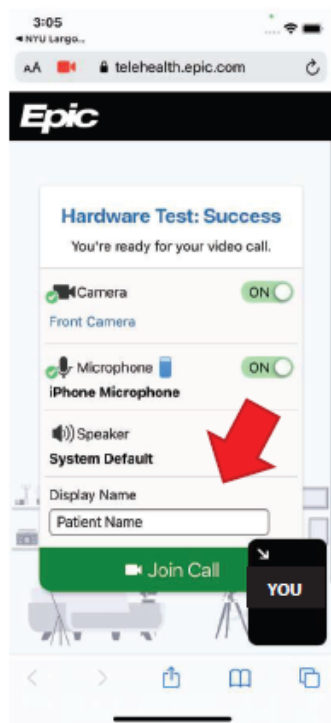 3:05
◀ NYU Lango...
AA telehealth.epic.com
Epic
Hardware Test: Success
You're ready for your video call.
Camera ON
Front Camera
Microphone ON
iPhone Microphone
Speaker
System Default
Display Name
Patient Name
Join Call
YOU